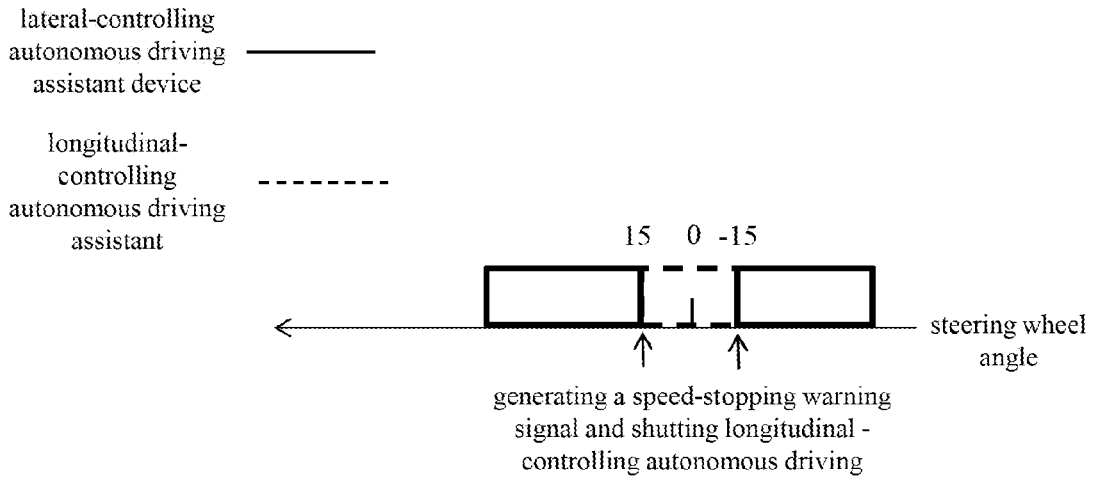 lateral-controlling
autonomous driving
assistant device
longitudinal-
controlling
autonomous driving
assistant
15 0 -15
steering wheel
angle
generating a speed-stopping warning
signal and shutting longitudinal -
controlling autonomous driving